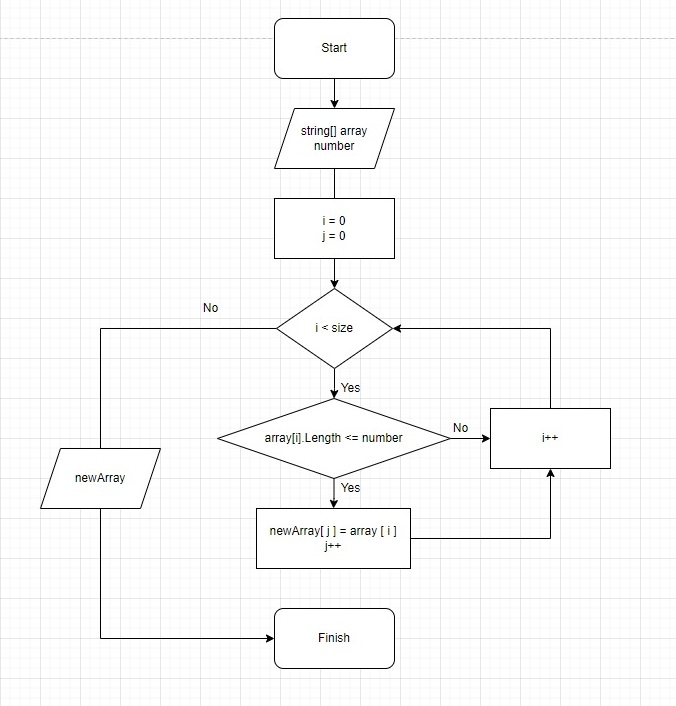 Start
string[] array
number
i = 0
j = 0
No
i < size
Yes
array[i].Length <= number
No
i++
newArray
Yes
newArray[ j ] = array [ i ]
j++
Finish